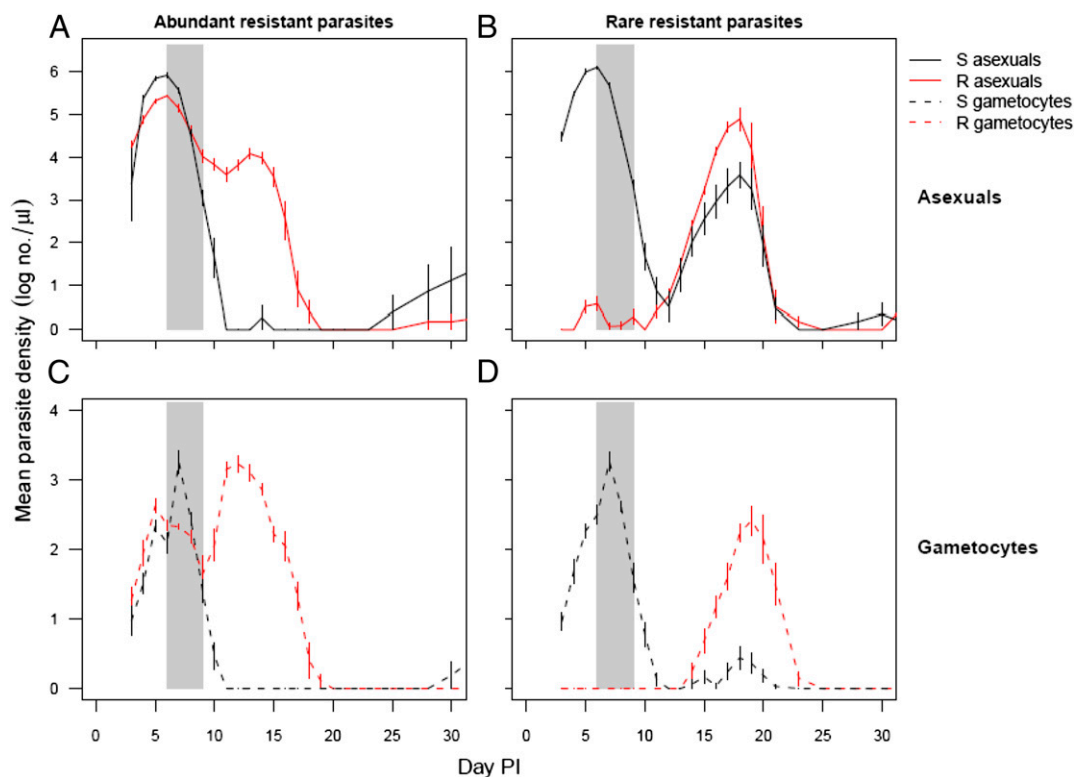 A Abundant resistant parasites
B Rare resistant parasites
S asexuals
R asexuals
S gametocytes
R gametocytes
6
5
4
3
2
1
0
Asexuals
Mean parasite density (log no./µl)
C
D
4
3
2
1
0
Gametocytes
0 5 10 15 20 25 30
0 5 10 15 20 25 30
Day PI